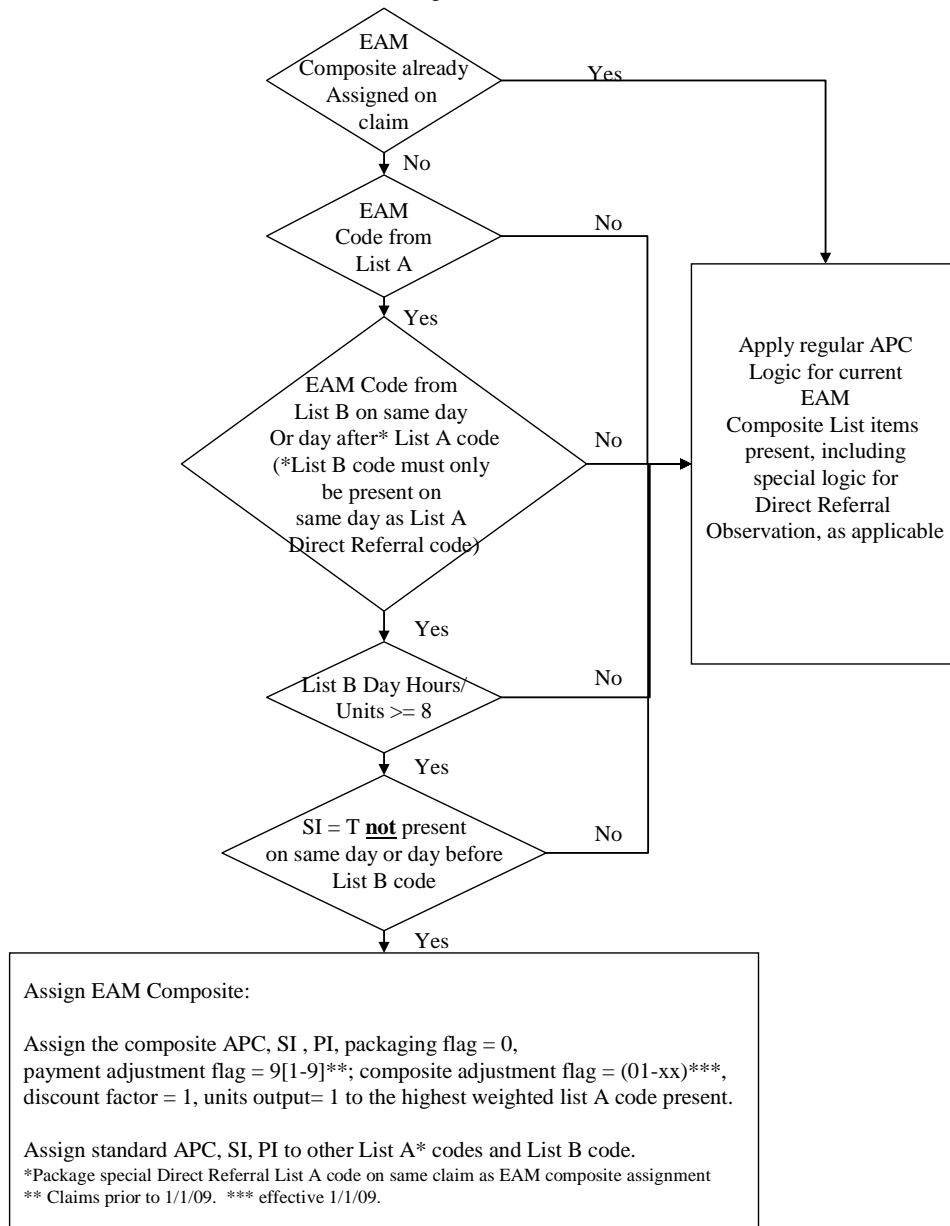 EAM
Composite already
Assigned on
claim
Yes
No
EAM
Code from
List A
No
Yes
EAM Code from
List B on same day
Or day after* List A code
(*List B code must only
be present on
same day as List A
Direct Referral code)
No
Apply regular APC
Logic for current
EAM
Composite List items
present, including
special logic for
Direct Referral
Observation, as applicable
Yes
List B Day Hours/
Units >= 8
No
Yes
SI = T not present
on same day or day before
List B code
No
Yes
Assign EAM Composite:
Assign the composite APC, SI , PI, packaging flag = 0,
payment adjustment flag = 9[1-9]**; composite adjustment flag = (01-xx)***,
discount factor = 1, units output= 1 to the highest weighted list A code present.
Assign standard APC, SI, PI to other List A* codes and List B code.
*Package special Direct Referral List A code on same claim as EAM composite assignment
** Claims prior to 1/1/09. *** effective 1/1/09.